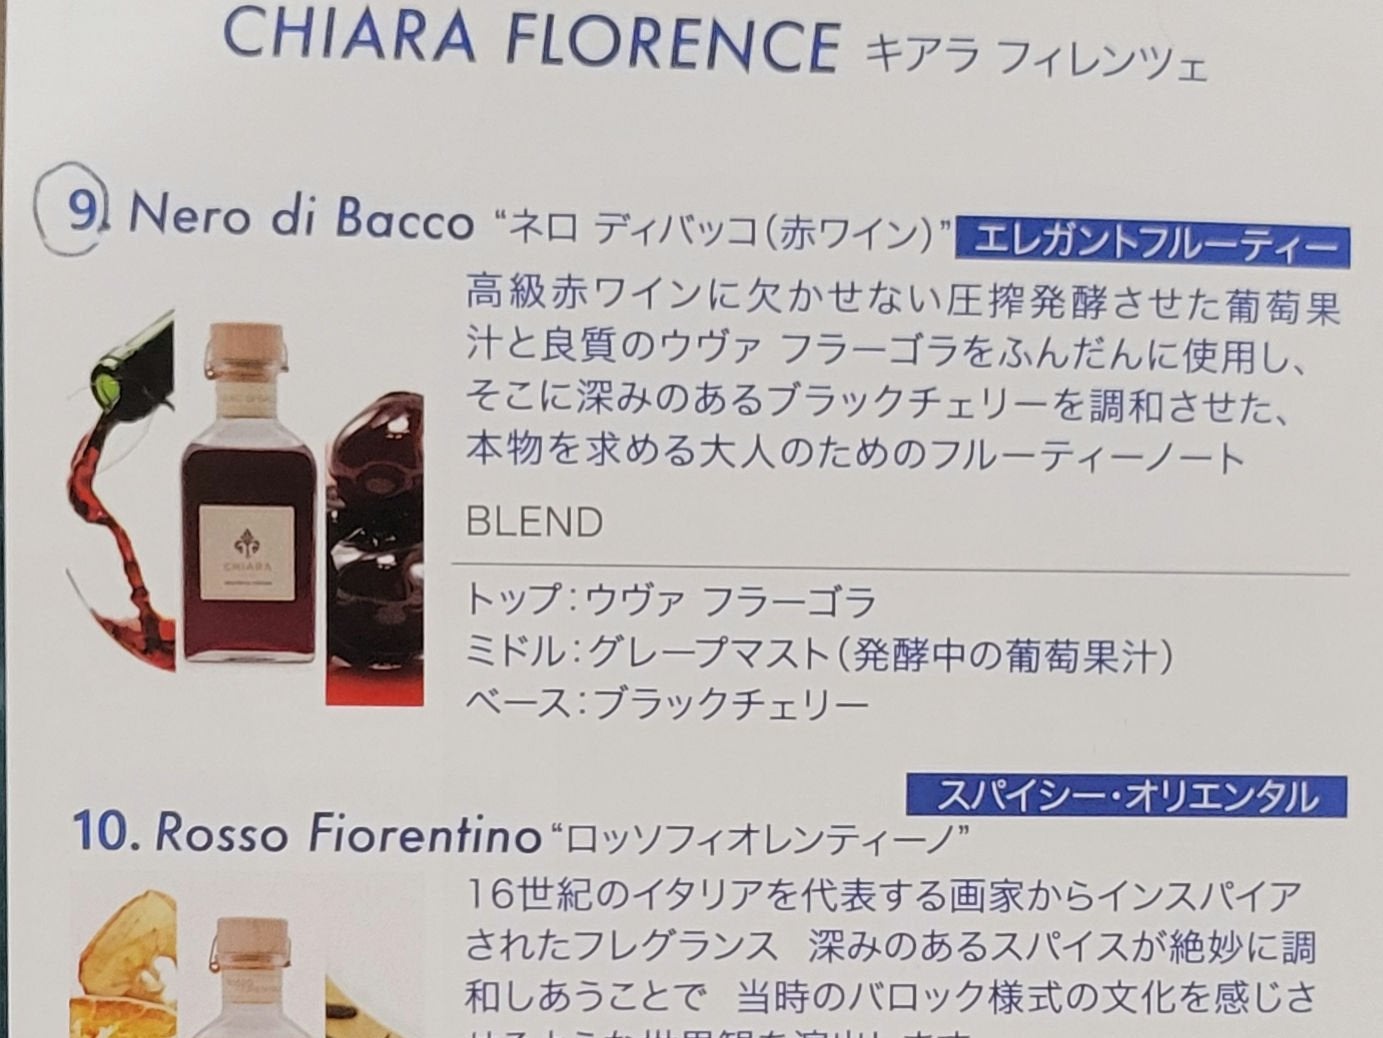 CHIARA FLORENCE キアラ フィレンツェ
9. Nero di Bacco “ネロ ディバッコ(赤ワイン)” エレガントフルーティー
高級赤ワインに欠かせない圧搾発酵させた葡萄果
汁と良質のウヴァ フラーゴラをふんだんに使用し、
そこに深みのあるブラックチェリーを調和させた、
本物を求める大人のためのフルーティーノート
CHIARA
BLEND
トップ:ウヴァ フラーゴラ
ミドル:グレープマスト(発酵中の葡萄果汁)
ベース:ブラックチェリー
スパイシー・オリエンタル
10. Rosso Fiorentino “ロッソフィオレンティーノ”
16世紀のイタリアを代表する画家からインスパイア
されたフレグランス 深みのあるスパイスが絶妙に調
和しあうことで 当時のバロック様式の文化を感じさ